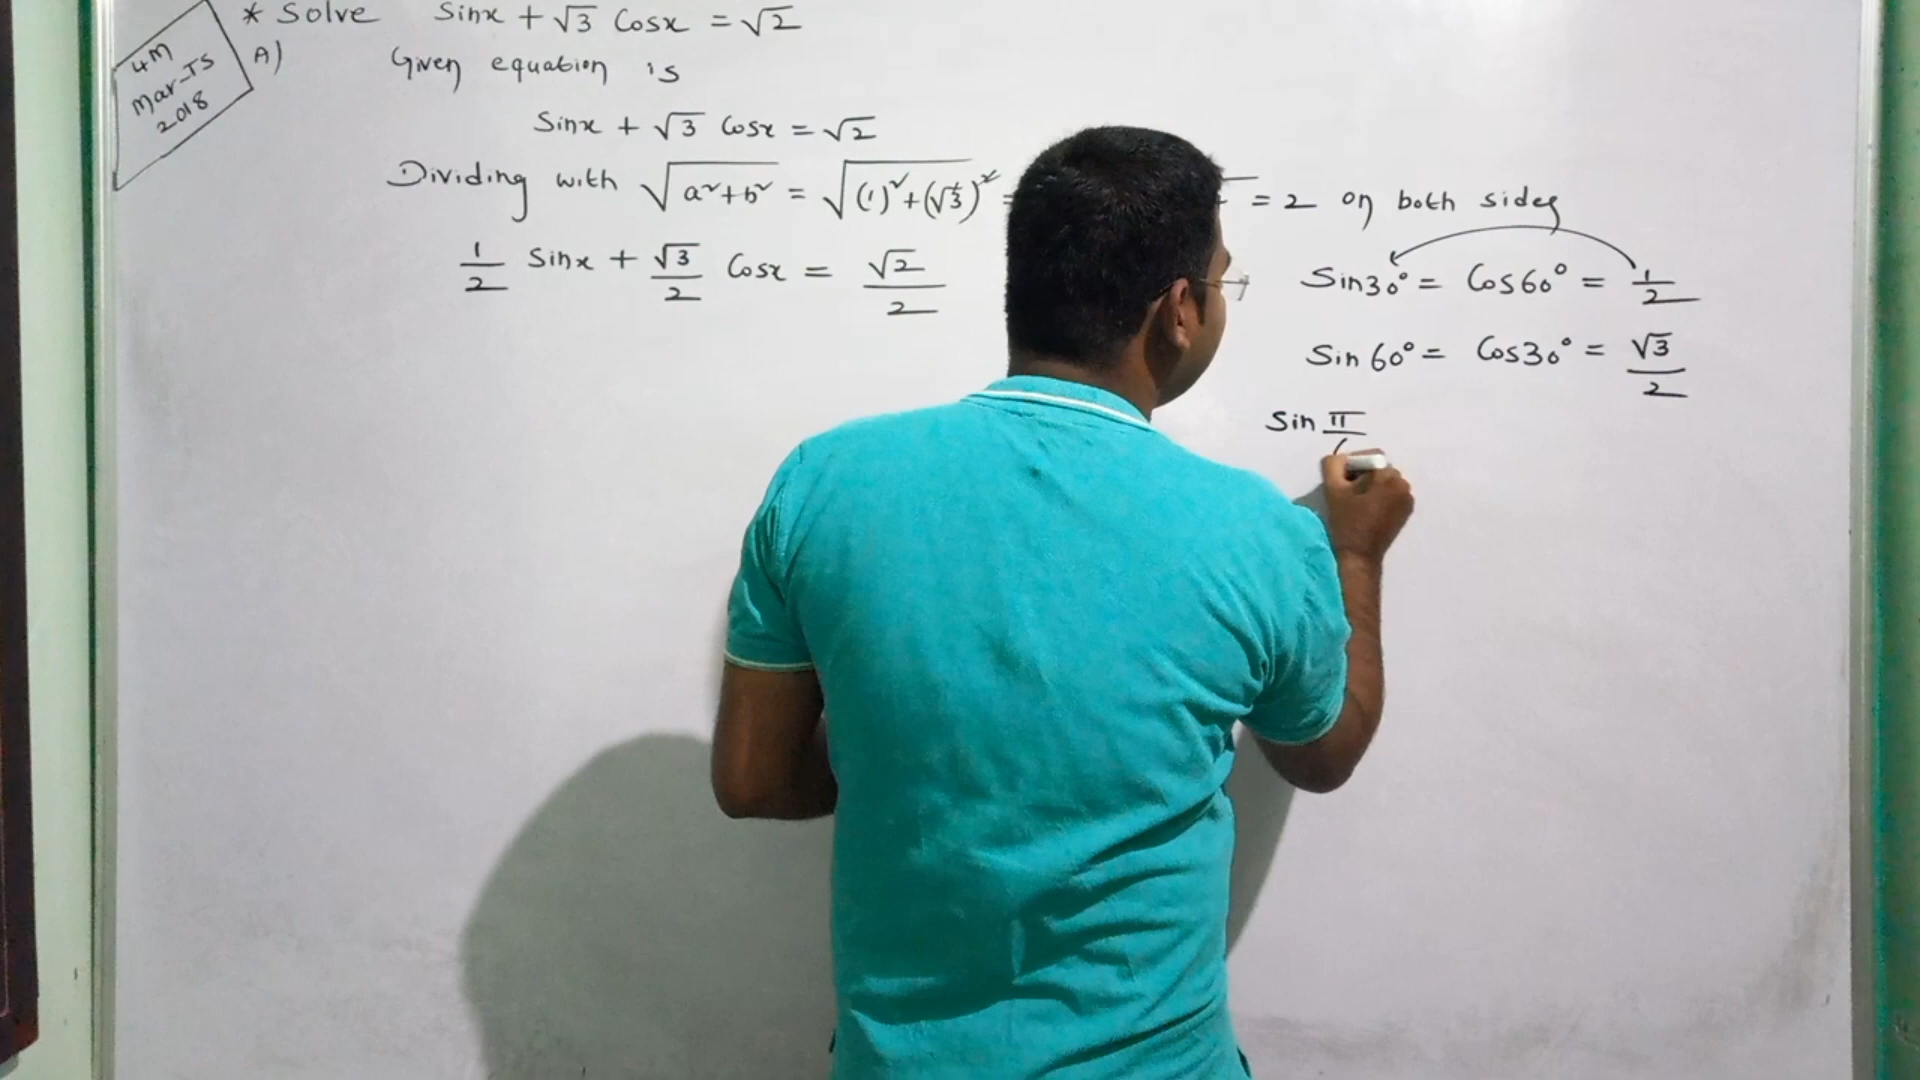 * Solve Sinx + √3 Cosx = √2
4M
Mar-TS
2018
A) Given equation is
Sinx + √3 Cosx = √2
Dividing with √(a²+b²) = √((1)²+(√3)²) = = 2 on both sides
1/2 Sinx + √3/2 Cosx = √2/2
Sin30° = Cos60° = 1/2
Sin60° = Cos30° = √3/2
Sin π/